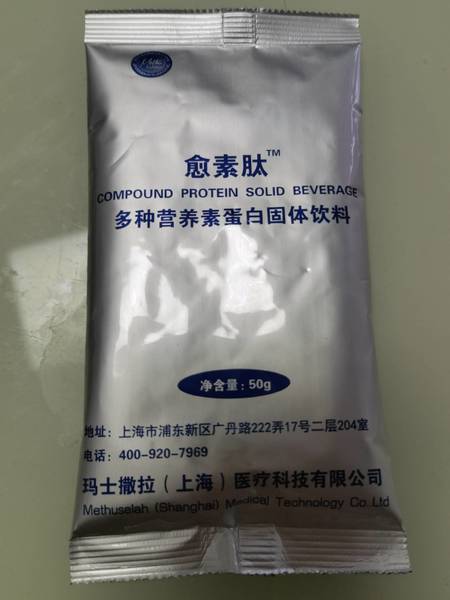 愈素肽™
COMPOUND PROTEIN SOLID BEVERAGE
多种营养素蛋白固体饮料
净含量：50g
地址：上海市浦东新区广丹路222弄17号二层204室
电话：400-920-7969
玛士撒拉（上海）医疗科技有限公司
Methuselah (Shanghai) Medical Technology Co.,Ltd